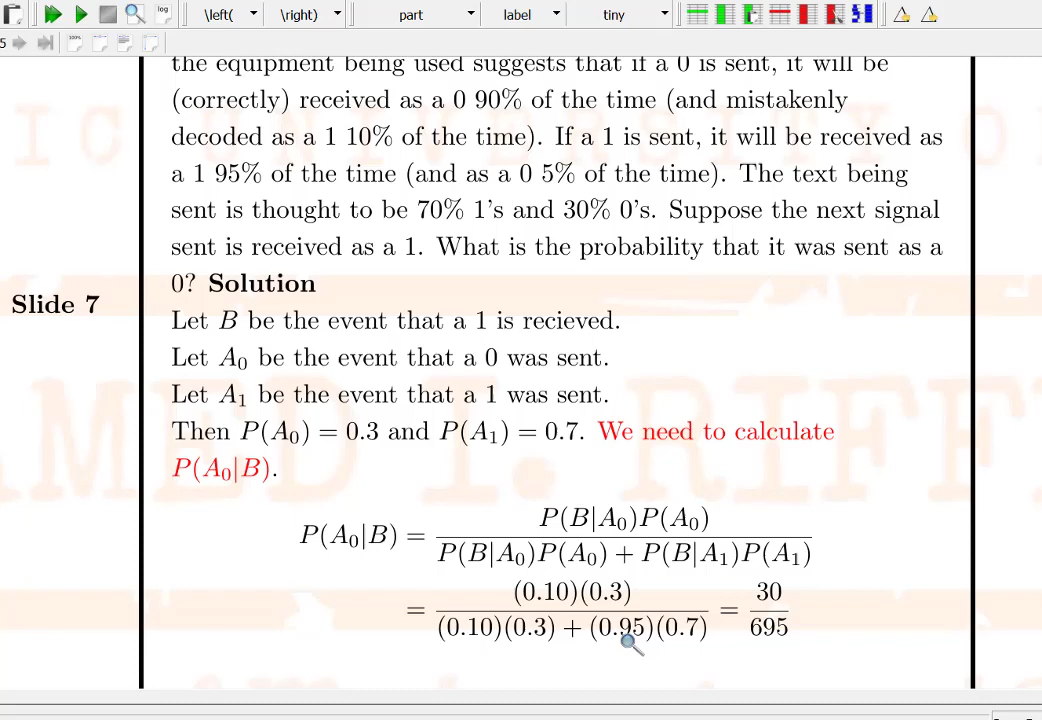 log \left( \right) part label tiny
5
the equipment being used suggests that if a 0 is sent, it will be
(correctly) received as a 0 90% of the time (and mistakenly
decoded as a 1 10% of the time). If a 1 is sent, it will be received as
a 1 95% of the time (and as a 0 5% of the time). The text being
sent is thought to be 70% 1's and 30% 0's. Suppose the next signal
sent is received as a 1. What is the probability that it was sent as a
0? Solution
Slide 7
Let B be the event that a 1 is recieved.
Let A₀ be the event that a 0 was sent.
Let A₁ be the event that a 1 was sent.
Then P(A₀) = 0.3 and P(A₁) = 0.7. We need to calculate
P(A₀|B).
P(A₀|B) = P(B|A₀)P(A₀) / P(B|A₀)P(A₀) + P(B|A₁)P(A₁)
= (0.10)(0.3) / (0.10)(0.3) + (0.95)(0.7) = 30 / 695